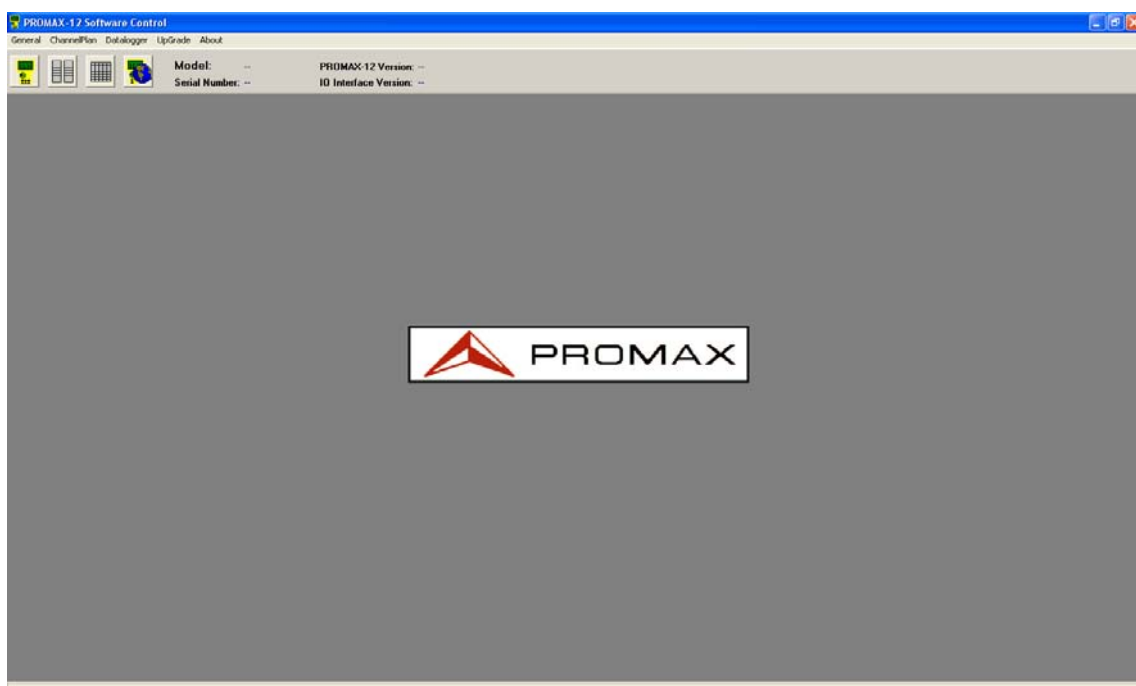 PROMAX-12 Software Control
General ChannelPlan Datalogger UpGrade About
Model: -- PROMAX-12 Version: --
Serial Number: -- IO Interface Version: --
PROMAX